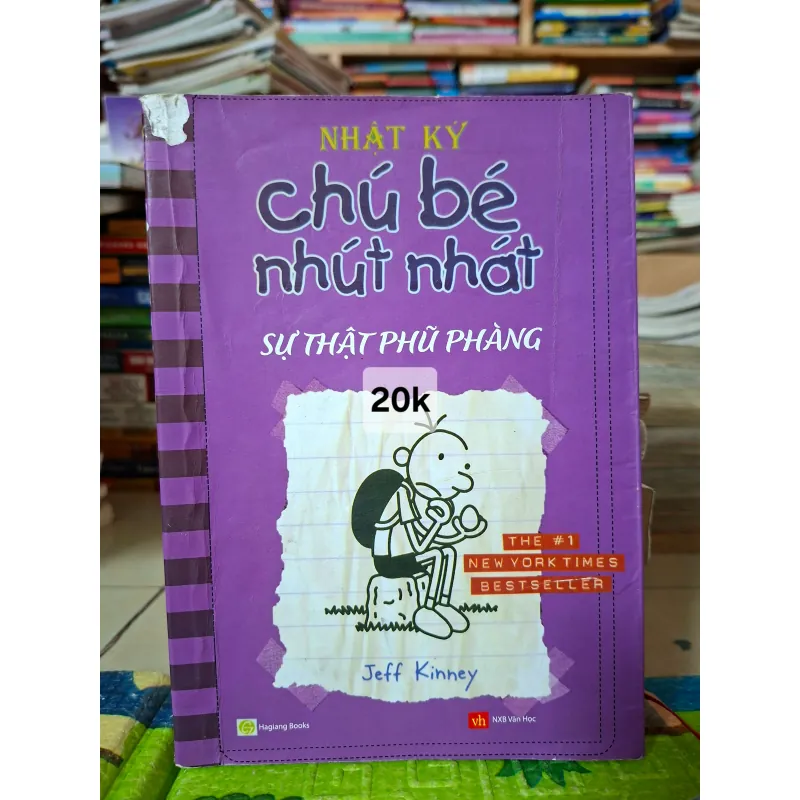 NHẬT KÝ
chú bé
nhút nhát
SỰ THẬT PHŨ PHÀNG
20k
THE #1
NEW YORK TIMES
BESTSELLER
Jeff Kinney
Hagiang Books
vh NXB Văn Học